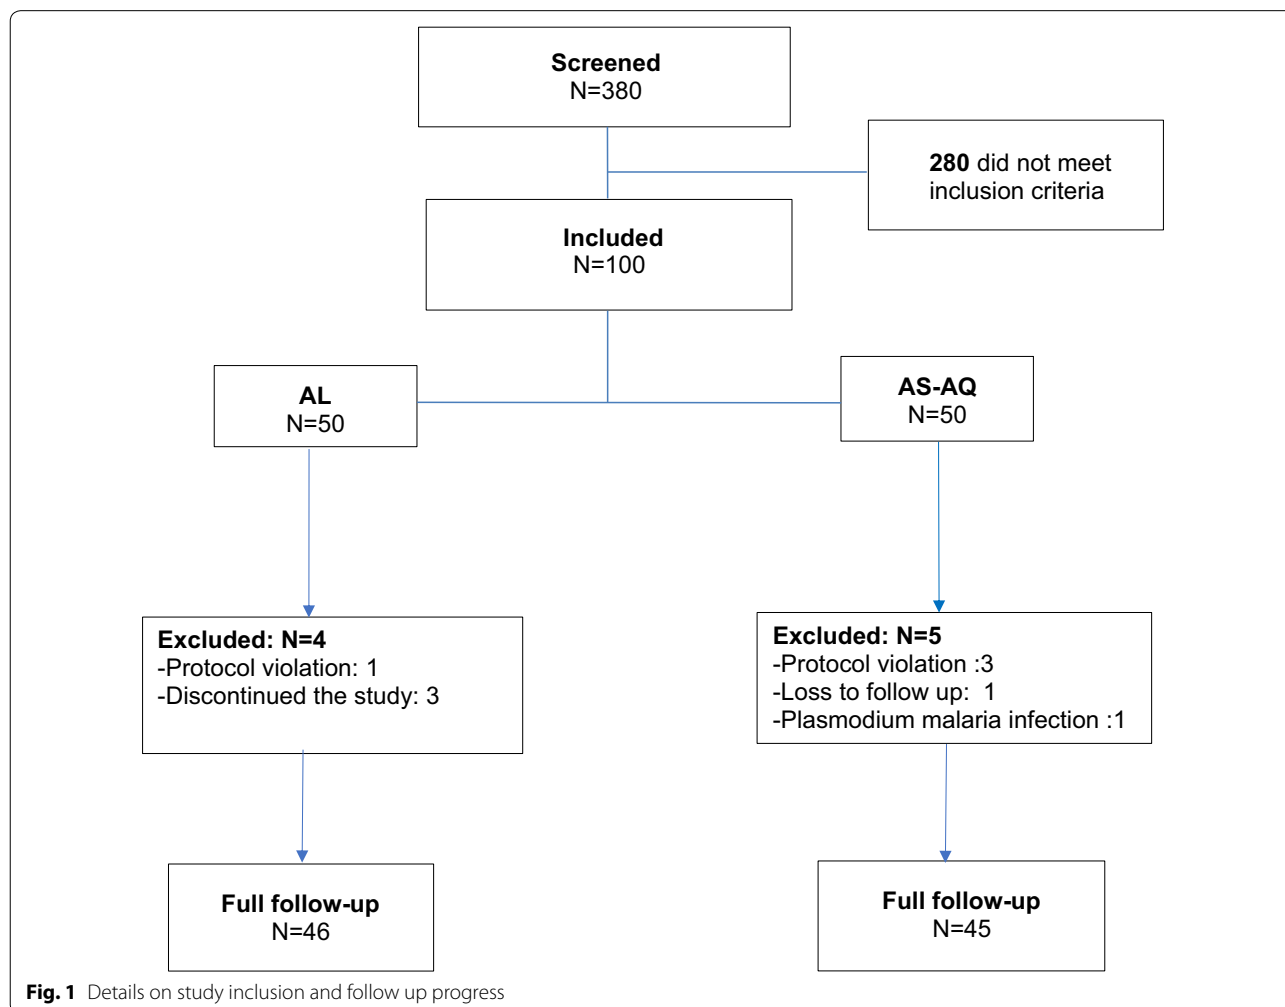 Screened
N=380
280 did not meet
inclusion criteria
Included
N=100
AL
N=50
AS-AQ
N=50
Excluded: N=4
-Protocol violation: 1
-Discontinued the study: 3
Excluded: N=5
-Protocol violation :3
-Loss to follow up: 1
-Plasmodium malaria infection :1
Full follow-up
N=46
Full follow-up
N=45
Fig. 1 Details on study inclusion and follow up progress